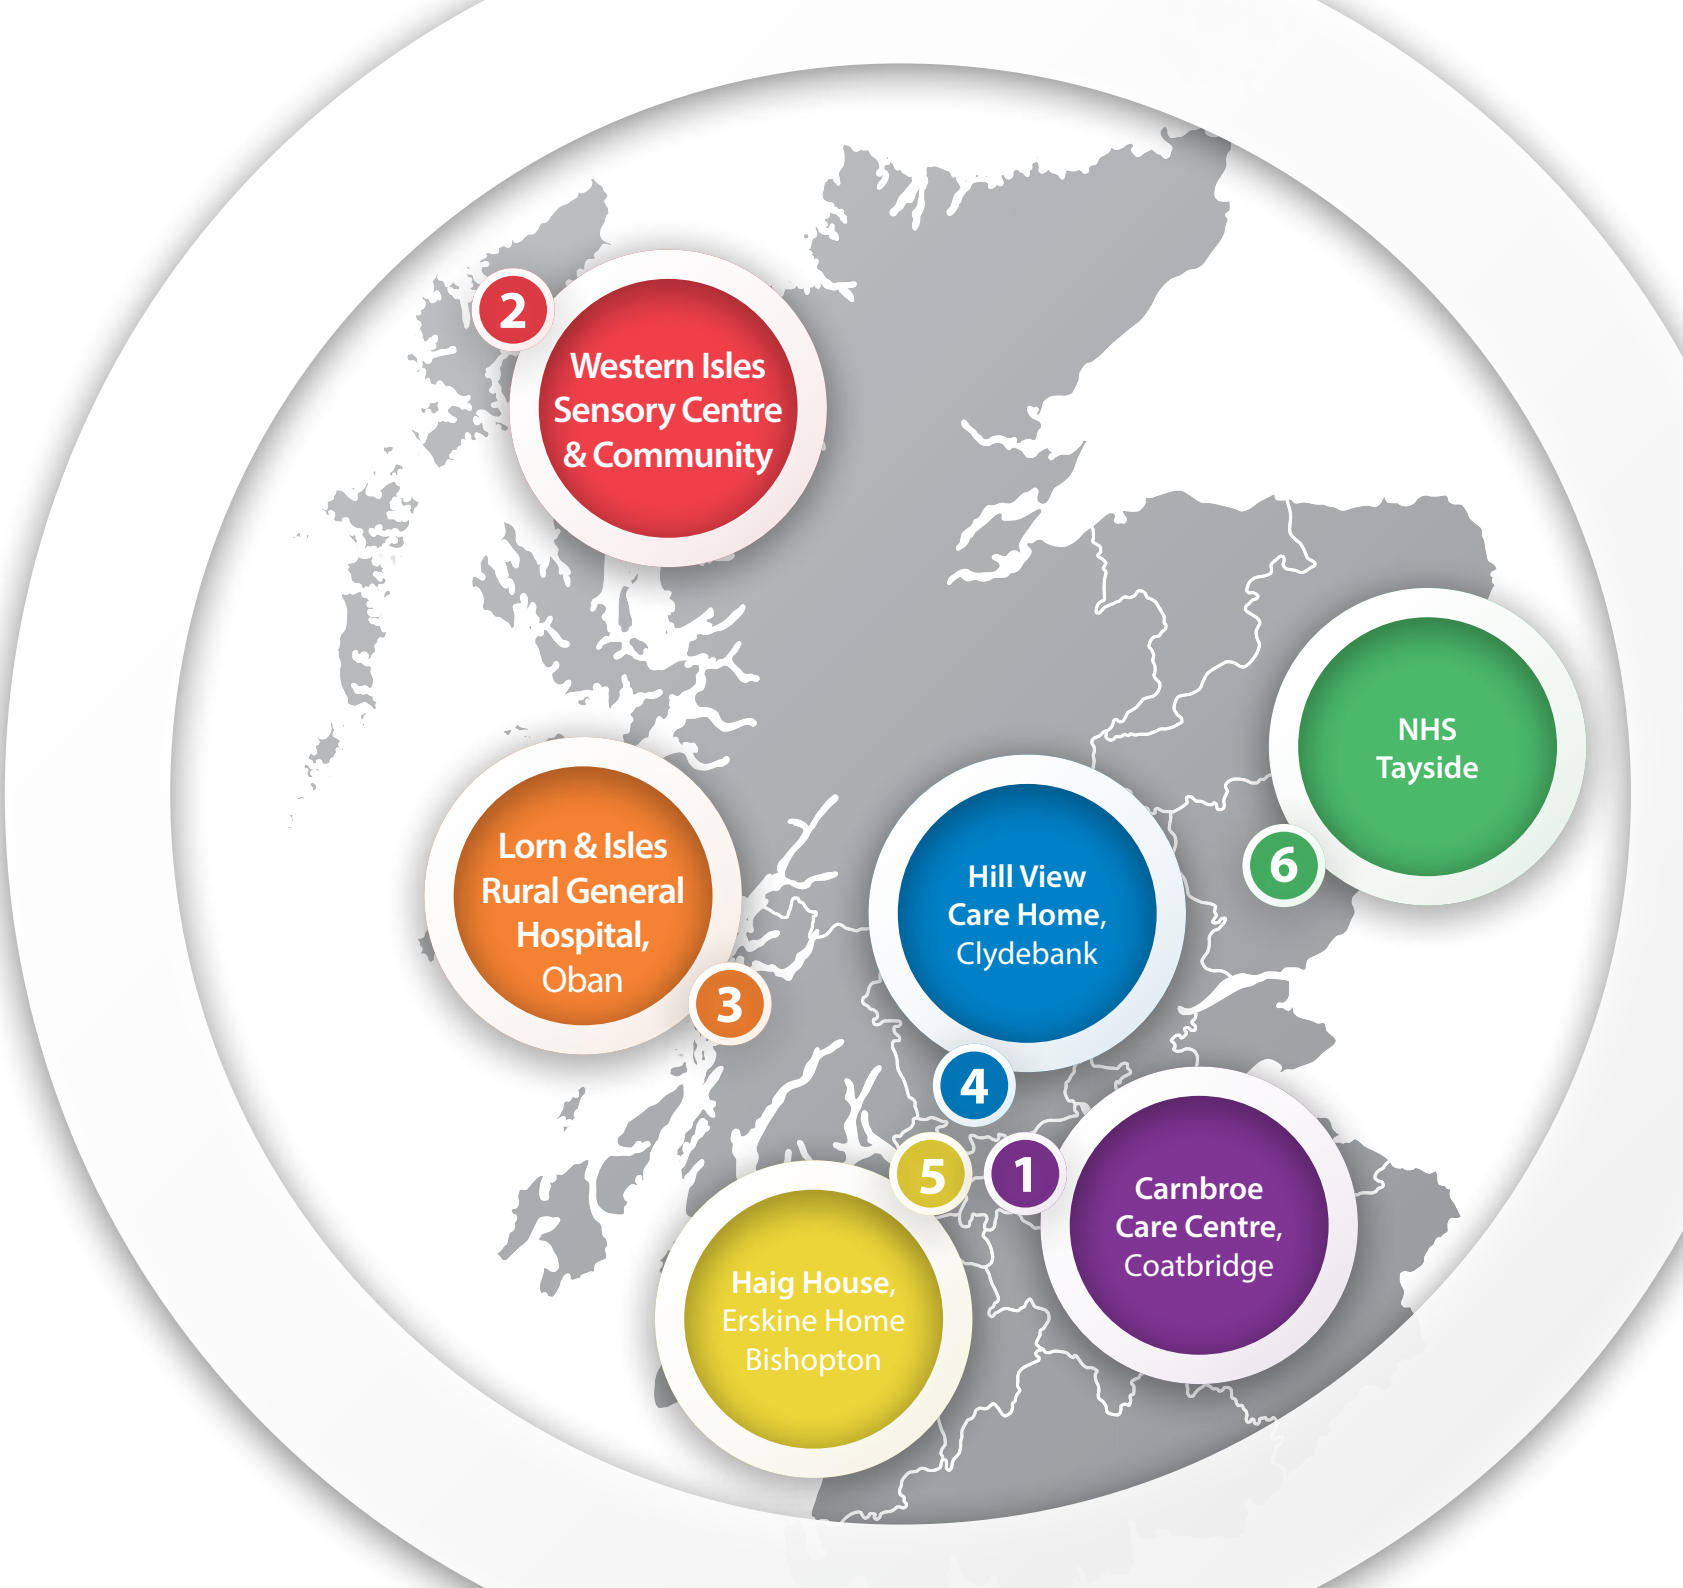 2
Western Isles
Sensory Centre
& Community
NHS
Tayside
6
Lorn & Isles
Rural General
Hospital,
Oban
3
Hill View
Care Home,
Clydebank
4
5
1
Carnbroe
Care Centre,
Coatbridge
Haig House,
Erskine Home
Bishopton